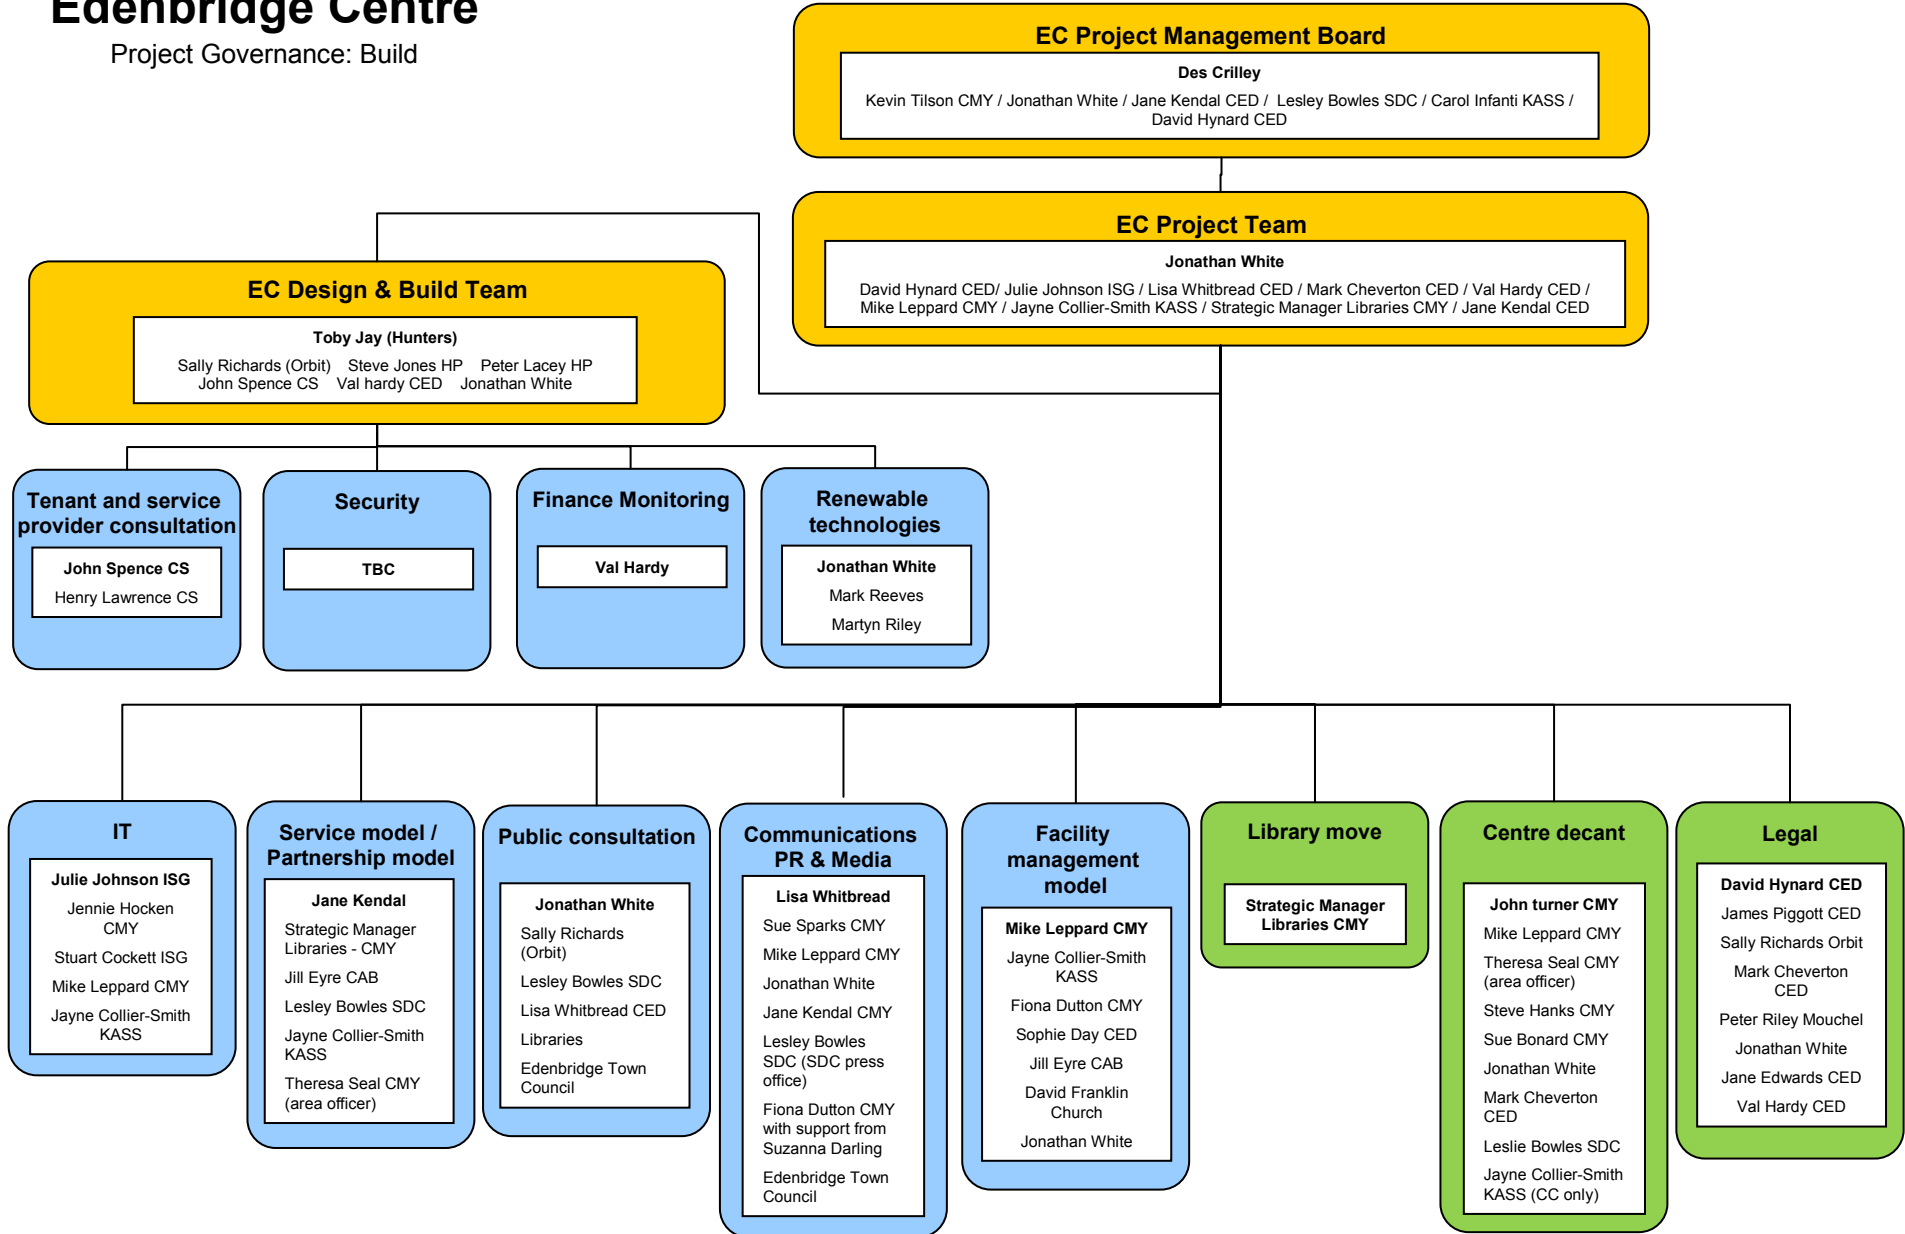 Edenbridge Centre
Project Governance: Build
EC Project Management Board
Des Crilley
Kevin Tilson CMY / Jonathan White / Jane Kendal CED /  Lesley Bowles SDC / Carol Infanti KASS /
David Hynard CED
EC Project Team
Jonathan White
David Hynard CED/ Julie Johnson ISG / Lisa Whitbread CED / Mark Cheverton CED / Val Hardy CED /
Mike Leppard CMY / Jayne Collier-Smith KASS / Strategic Manager Libraries CMY / Jane Kendal CED
EC Design & Build Team
Toby Jay (Hunters)
Sally Richards (Orbit)    Steve Jones HP    Peter Lacey HP
John Spence CS    Val hardy CED    Jonathan White
Tenant and service
provider consultation
John Spence CS
Henry Lawrence CS
Security
TBC
Finance Monitoring
Val Hardy
Renewable
technologies
Jonathan White
Mark Reeves
Martyn Riley
IT
Julie Johnson ISG
Jennie Hocken
CMY
Stuart Cockett ISG
Mike Leppard CMY
Jayne Collier-Smith
KASS
Service model /
Partnership model
Jane Kendal
Strategic Manager
Libraries - CMY
Jill Eyre CAB
Lesley Bowles SDC
Jayne Collier-Smith
KASS
Theresa Seal CMY
(area officer)
Public consultation
Jonathan White
Sally Richards
(Orbit)
Lesley Bowles SDC
Lisa Whitbread CED
Libraries
Edenbridge Town
Council
Communications
PR & Media
Lisa Whitbread
Sue Sparks CMY
Mike Leppard CMY
Jonathan White
Jane Kendal CMY
Lesley Bowles
SDC (SDC press
office)
Fiona Dutton CMY
with support from
Suzanna Darling
Edenbridge Town
Council
Facility
management
model
Mike Leppard CMY
Jayne Collier-Smith
KASS
Fiona Dutton CMY
Sophie Day CED
Jill Eyre CAB
David Franklin
Church
Jonathan White
Library move
Strategic Manager
Libraries CMY
Centre decant
John turner CMY
Mike Leppard CMY
Theresa Seal CMY
(area officer)
Steve Hanks CMY
Sue Bonard CMY
Jonathan White
Mark Cheverton
CED
Leslie Bowles SDC
Jayne Collier-Smith
KASS (CC only)
Legal
David Hynard CED
James Piggott CED
Sally Richards Orbit
Mark Cheverton
CED
Peter Riley Mouchel
Jonathan White
Jane Edwards CED
Val Hardy CED